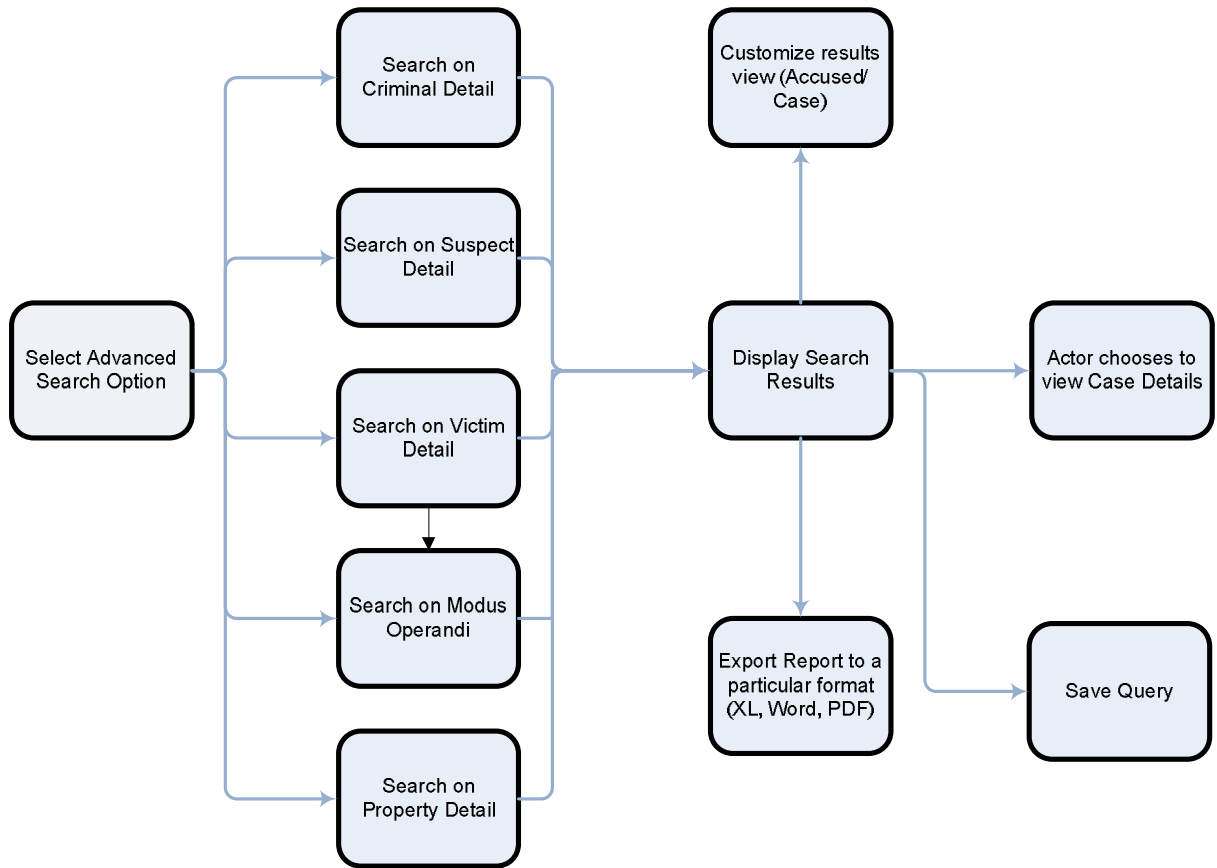 Search on
Criminal Detail
Customize results
view (Accused/
Case)
Search on Suspect
Detail
Select Advanced
Search Option
Display Search
Results
Actor chooses to
view Case Details
Search on Victim
Detail
Search on Modus
Operandi
Export Report to a
particular format
(XL, Word, PDF)
Save Query
Search on
Property Detail